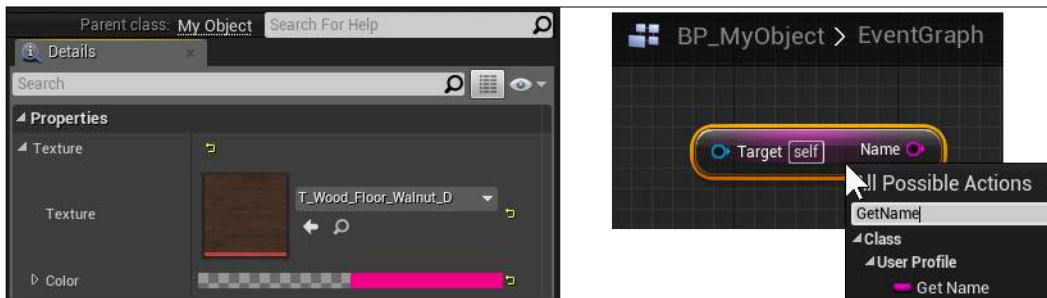 Parent class: My Object Search For Help
Details
Search
Properties
Texture
Texture
T_Wood_Floor_Walnut_D
Color
BP_MyObject > EventGraph
Target self Name
All Possible Actions
GetName
Class
User Profile
Get Name